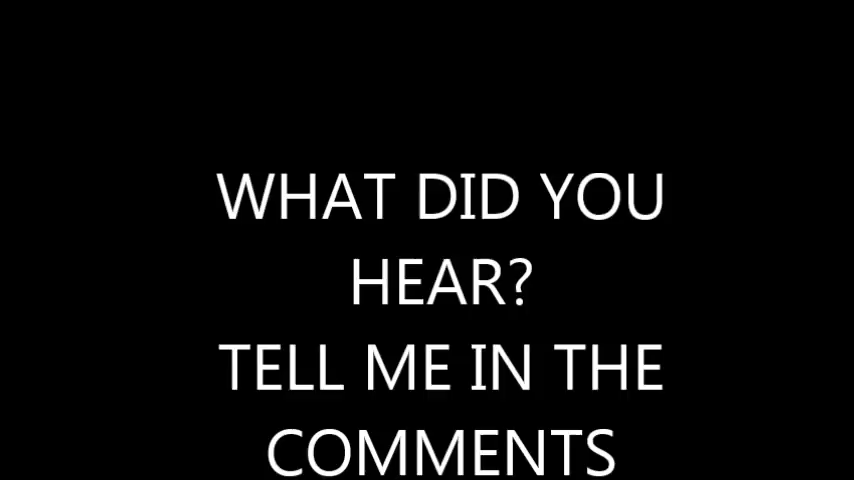 WHAT DID YOU
HEAR?
TELL ME IN THE
COMMENTS